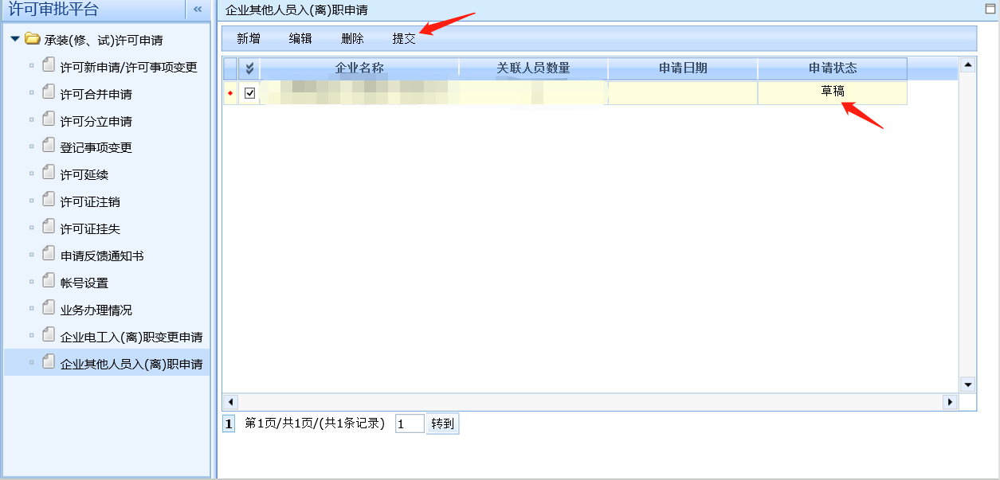 许可审批平台
承装(修、试)许可申请
许可新申请/许可事项变更
许可合并申请
许可分立申请
登记事项变更
许可延续
许可证注销
许可证挂失
申请反馈通知书
帐号设置
业务办理情况
企业电工入(离)职变更申请
企业其他人员入(离)职申请
企业其他人员入(离)职申请
新增 编辑 删除 提交
企业名称 关联人员数量 申请日期 申请状态
草稿
1 第1页/共1页/(共1条记录) 1 转到